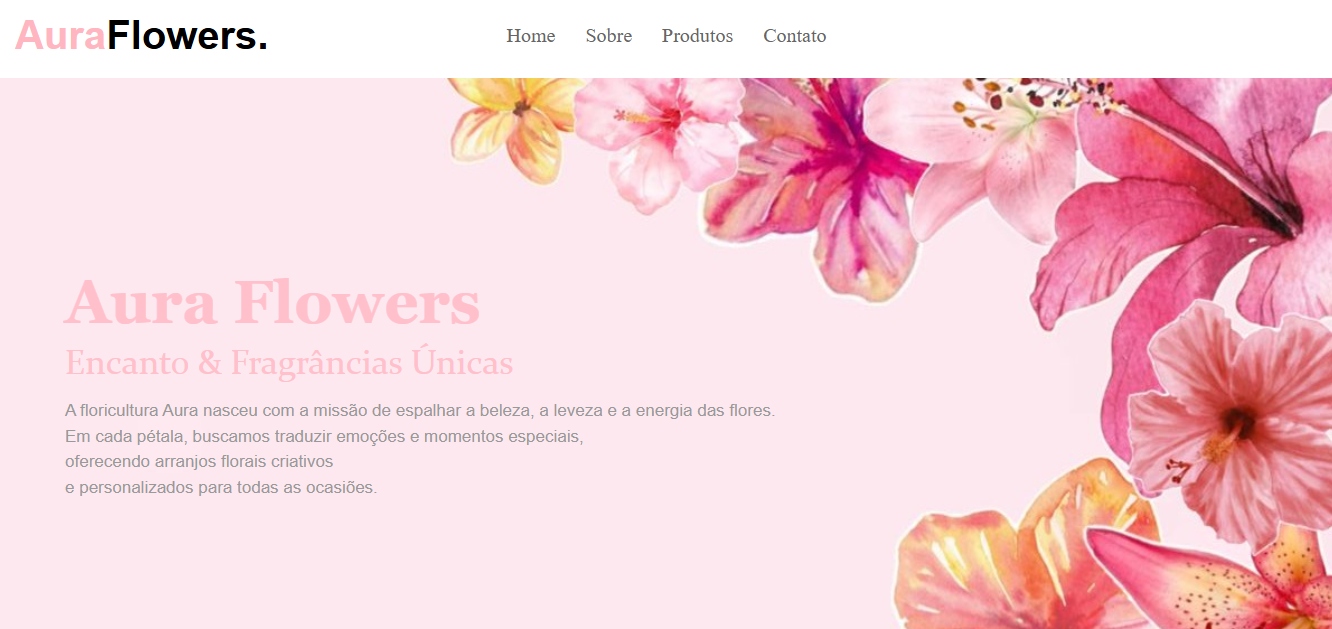 AuraFlowers.
Home Sobre Produtos Contato
Aura Flowers
Encanto & Fragrâncias Únicas
A floricultura Aura nasceu com a missão de espalhar a beleza, a leveza e a energia das flores.
Em cada pétala, buscamos traduzir emoções e momentos especiais,
oferecendo arranjos florais criativos
e personalizados para todas as ocasiões.